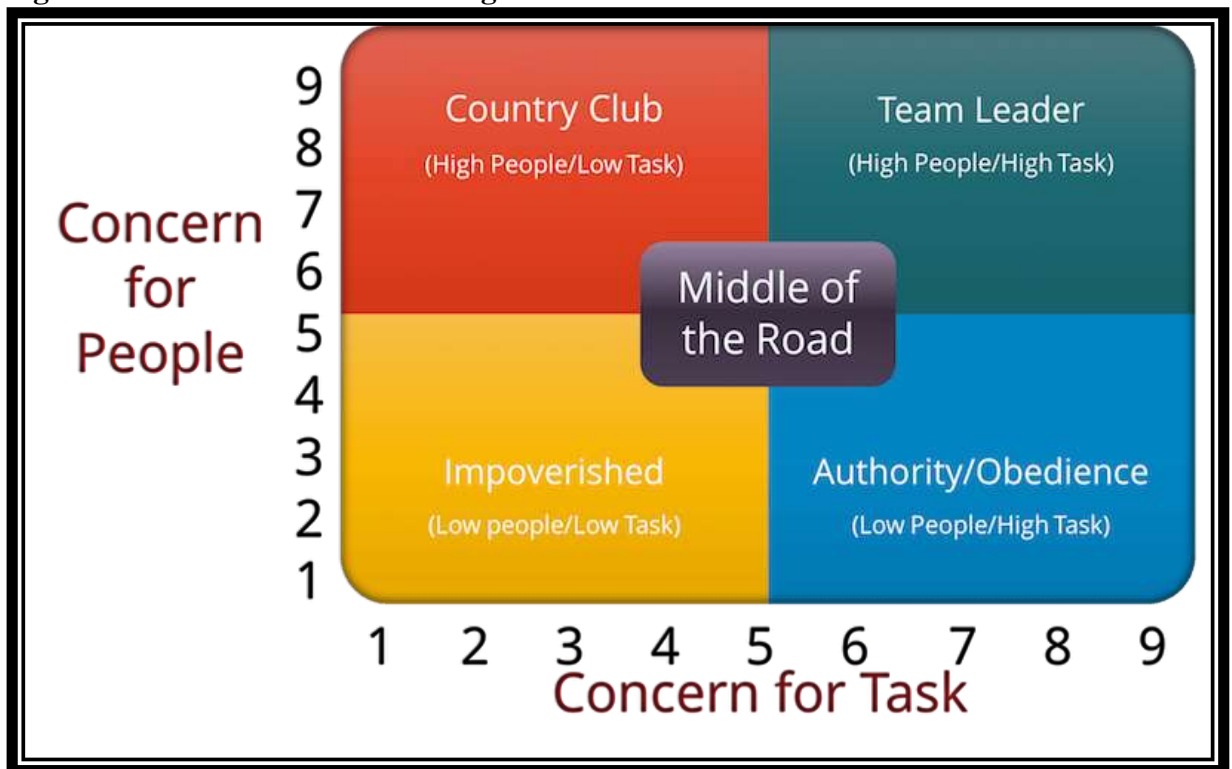 9
8
7
6
5
4
3
2
1
Concern
for
People
Country Club
(High People/Low Task)
Team Leader
(High People/High Task)
Middle of
the Road
Impoverished
(Low people/Low Task)
Authority/Obedience
(Low People/High Task)
1 2 3 4 5 6 7 8 9
Concern for Task